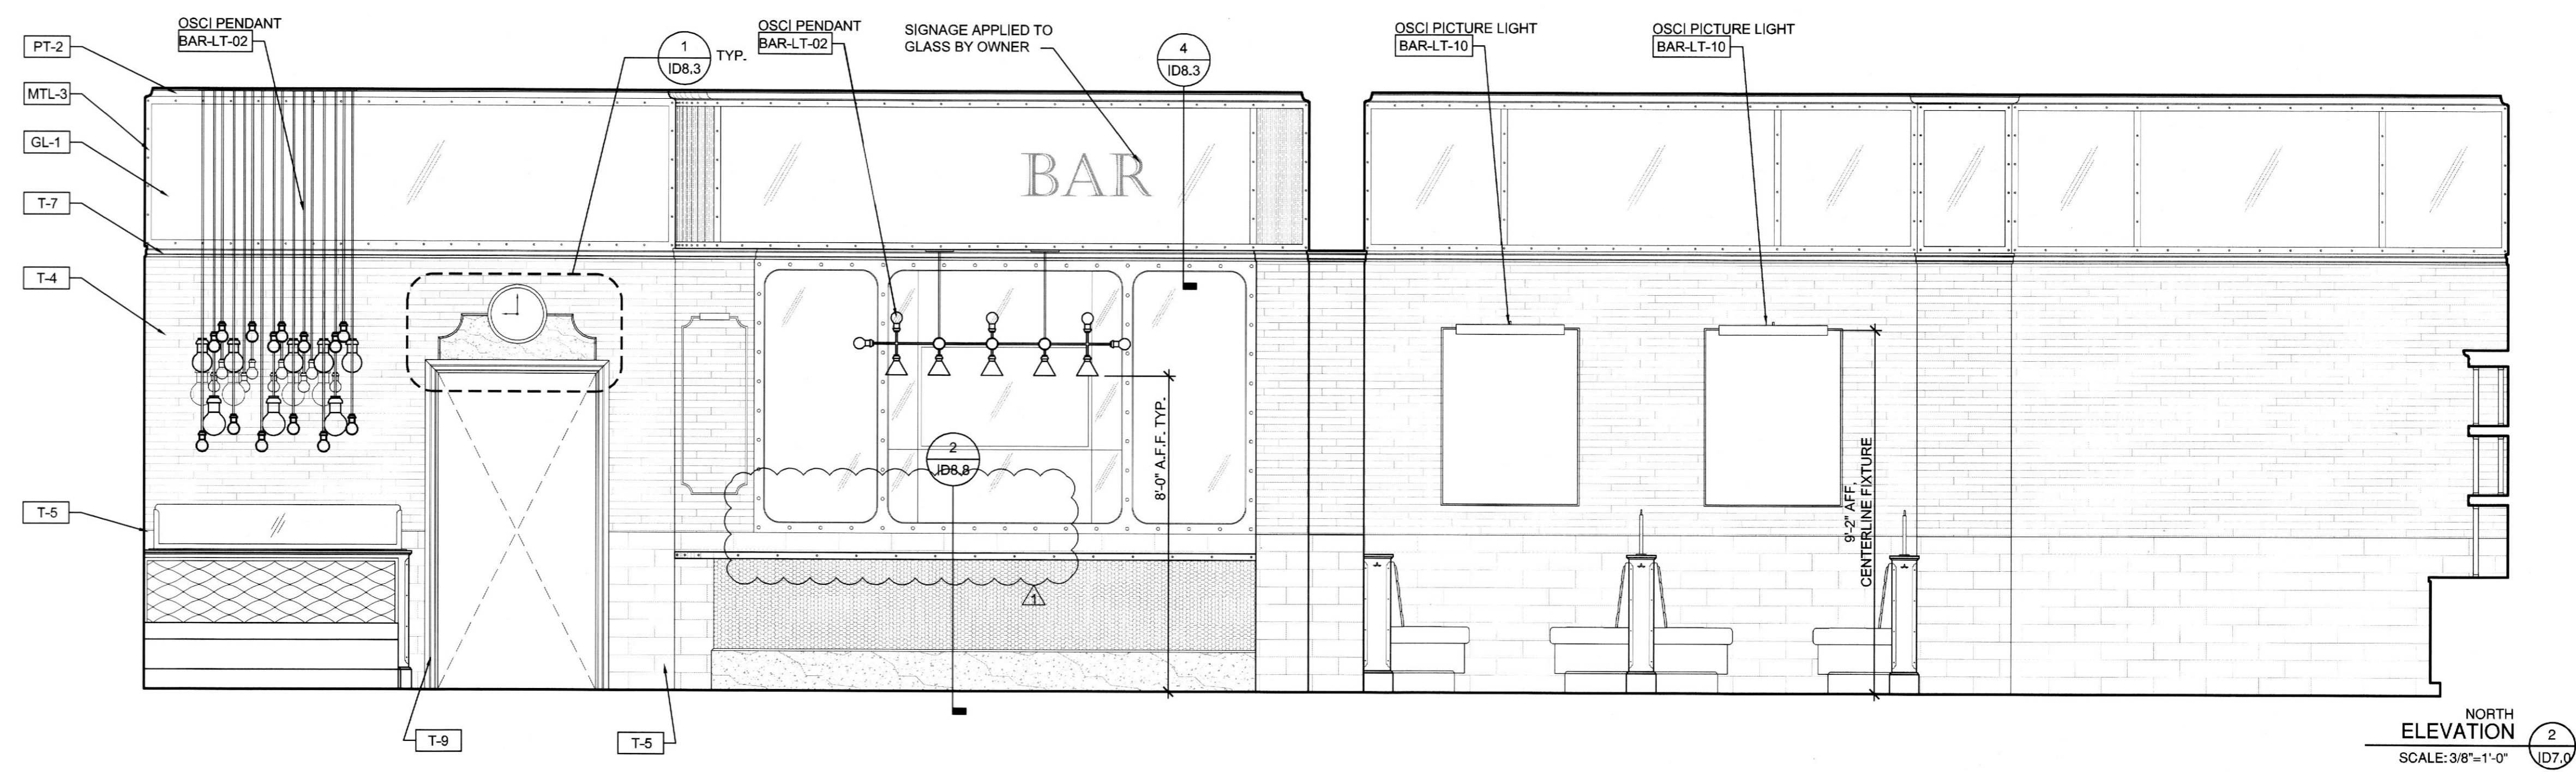 OSCI PENDANT
BAR-LT-02
OSCI PENDANT
BAR-LT-02
SIGNAGE APPLIED TO
GLASS BY OWNER
OSCI PICTURE LIGHT
BAR-LT-10
OSCI PICTURE LIGHT
BAR-LT-10
1
ID8.3
TYP.
4
ID8.3
PT-2
MTL-3
GL-1
T-7
T-4
T-5
BAR
2
ID8.8
8'-0" A.F.F. TYP.
9'-2" AFF,
CENTERLINE FIXTURE
1
T-9
T-5
NORTH
ELEVATION
SCALE: 3/8"=1'-0"
2
ID7.0